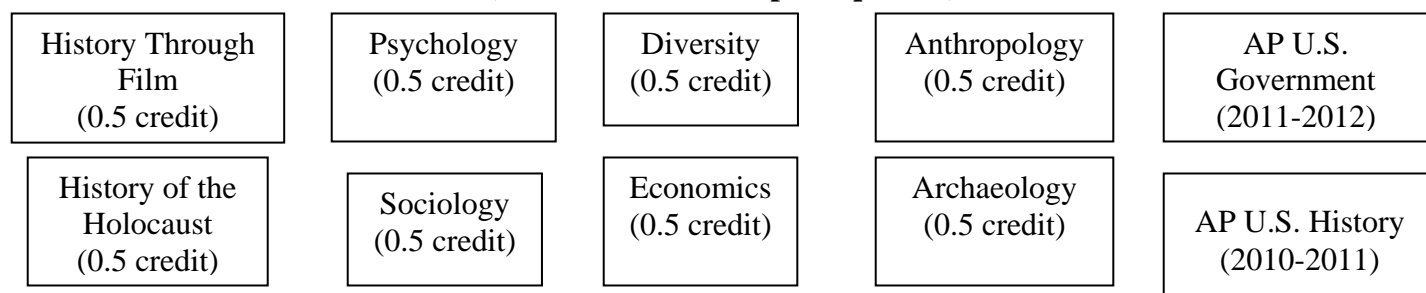 History Through
Film
(0.5 credit)
Psychology
(0.5 credit)
Diversity
(0.5 credit)
Anthropology
(0.5 credit)
AP U.S.
Government
(2011-2012)
History of the
Holocaust
(0.5 credit)
Sociology
(0.5 credit)
Economics
(0.5 credit)
Archaeology
(0.5 credit)
AP U.S. History
(2010-2011)